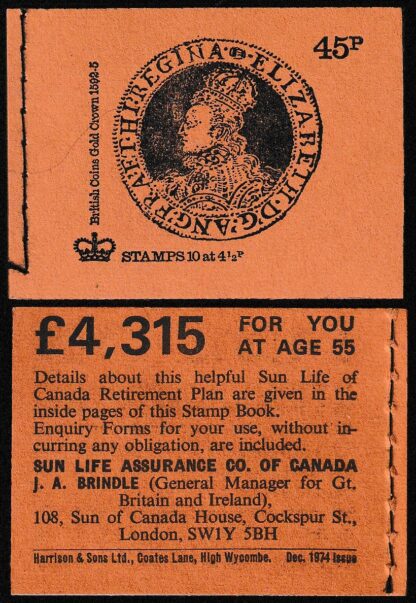 45P
ELIZABETH·D·G·ANG·FRA·ET·HI·REGINA
British Coins Gold Crown 1592-5
STAMPS 10 at 4½P
£4,315 FOR YOU
AT AGE 55
Details about this helpful Sun Life of
Canada Retirement Plan are given in the
inside pages of this Stamp Book.
Enquiry Forms for your use, without in-
curring any obligation, are included.
SUN LIFE ASSURANCE CO. OF CANADA
J. A. BRINDLE (General Manager for Gt.
Britain and Ireland),
108, Sun of Canada House, Cockspur St.,
London, SW1Y 5BH
Harrison & Sons Ltd., Coates Lane, High Wycombe. Dec. 1974 Issue